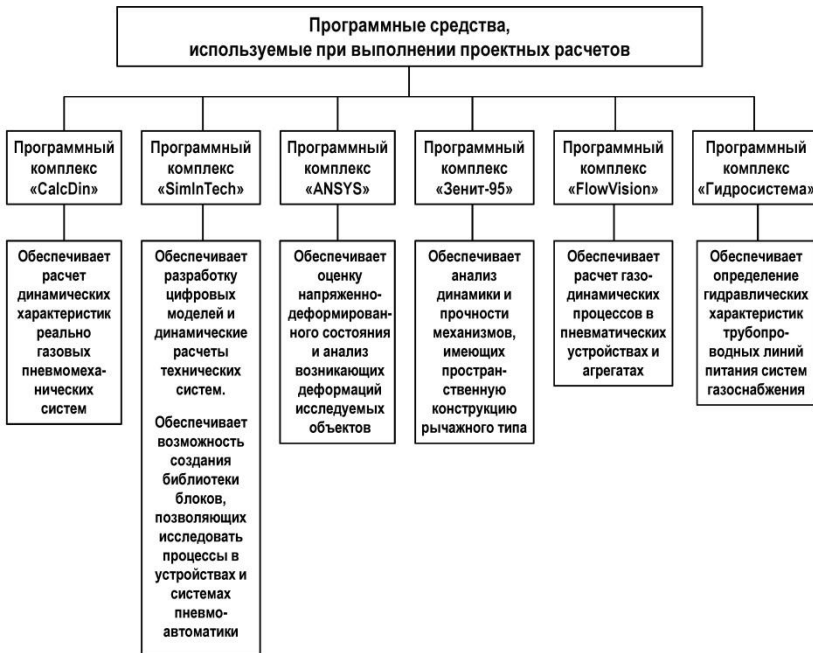 Программные средства,
используемые при выполнении проектных расчетов
Программный
комплекс
«CalcDin»
Программный
комплекс
«SimInTech»
Программный
комплекс
«ANSYS»
Программный
комплекс
«Зенит-95»
Программный
комплекс
«FlowVision»
Программный
комплекс
«Гидросистема»
Обеспечивает
расчет
динамических
характеристик
реально
газовых
пневмомеха-
нических
систем
Обеспечивает
разработку
цифровых
моделей и
динамические
расчеты
технических
систем.
Обеспечивает
возможность
создания
библиотеки
блоков,
позволяющих
исследовать
процессы в
устройствах и
системах
пневмо-
автоматики
Обеспечивает
оценку
напряженно-
деформирован-
ного состояния
и анализ
возникающих
деформаций
исследуемых
объектов
Обеспечивает
анализ
динамики и
прочности
механизмов,
имеющих
простран-
ственную
конструкцию
рычажного типа
Обеспечивает
расчет газо-
динамических
процессов в
пневматических
устройствах и
агрегатах
Обеспечивает
определение
гидравлических
характеристик
трубопро-
водных линий
питания систем
газоснабжения